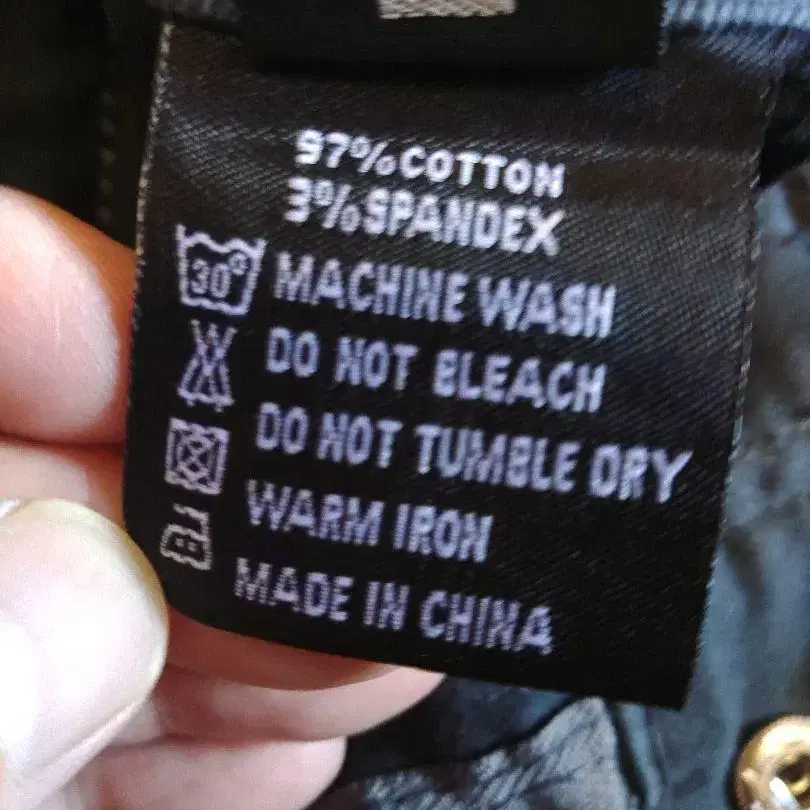 97% COTTON
3% SPANDEX
30° MACHINE WASH
DO NOT BLEACH
DO NOT TUMBLE DRY
WARM IRON
MADE IN CHINA